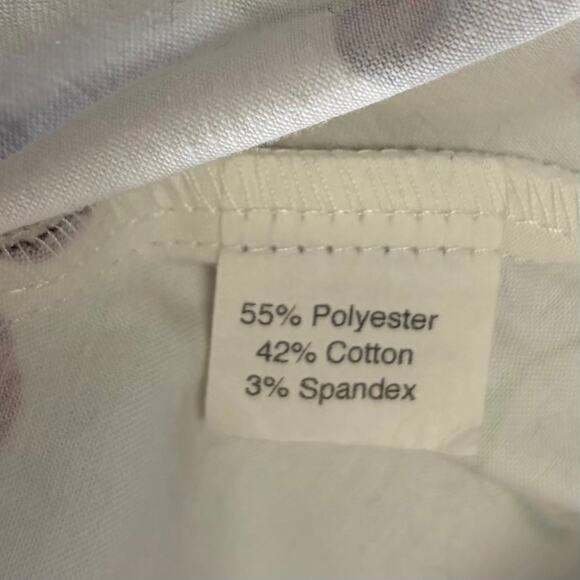 55% Polyester
42% Cotton
3% Spandex